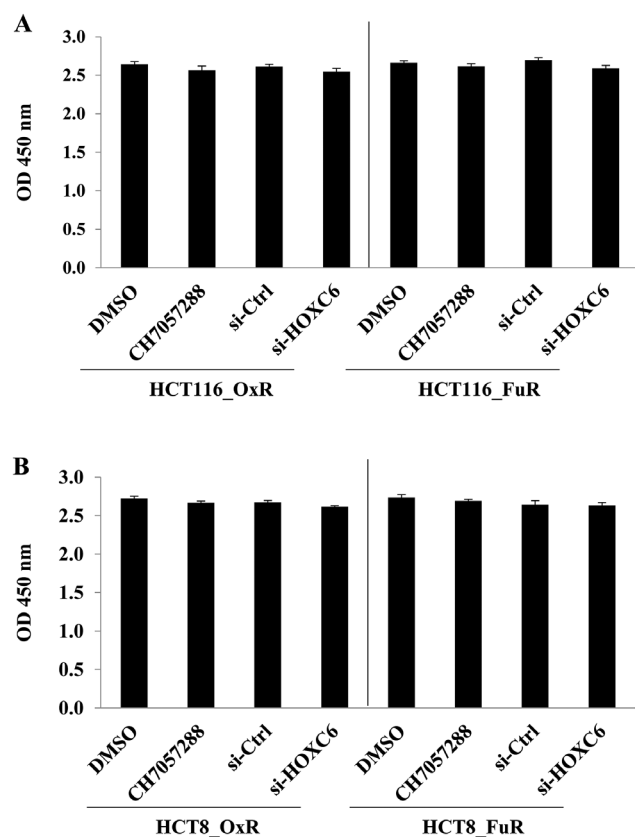 A
3.0
2.5
2.0
1.5
1.0
0.5
0.0
OD 450 nm
DMSO
CH7057288
si-Ctrl
si-HOXC6
DMSO
CH7057288
si-Ctrl
si-HOXC6
HCT116_OxR
HCT116_FuR
B
3.0
2.5
2.0
1.5
1.0
0.5
0.0
OD 450 nm
DMSO
CH7057288
si-Ctrl
si-HOXC6
DMSO
CH7057288
si-Ctrl
si-HOXC6
HCT8_OxR
HCT8_FuR